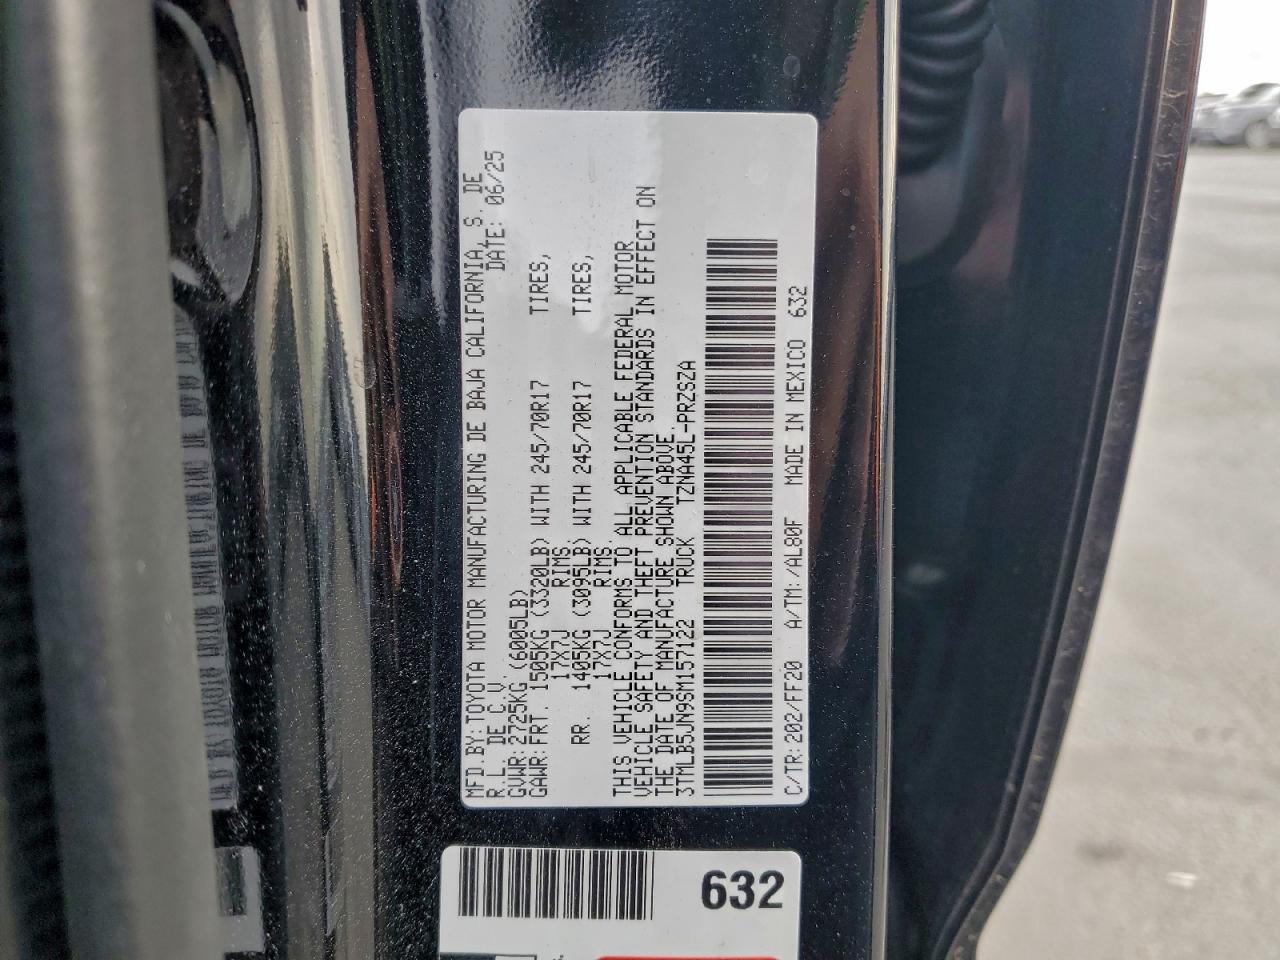 MFD.BY:TOYOTA MOTOR MANUFACTURING DE BAJA CALIFORNIA, S. DE
R.L. DE C.V. DATE: 06/25
GVWR:2725KG (6005LB)
GAWR:FRT. 1505KG (3320LB) WITH 245/70R17 TIRES,
17X7J RIMS,
RR. 1405KG (3095LB) WITH 245/70R17 TIRES,
17X7J RIMS.
THIS VEHICLE CONFORMS TO ALL APPLICABLE FEDERAL MOTOR
VEHICLE SAFETY AND THEFT PREVENTION STANDARDS IN EFFECT ON
THE DATE OF MANUFACTURE SHOWN ABOVE.
3TMLB5JN9SM157122 TRUCK TZNA45L-PRZSZA
C/TR:202/FF20 A/TM:/AL80F MADE IN MEXICO 632
632